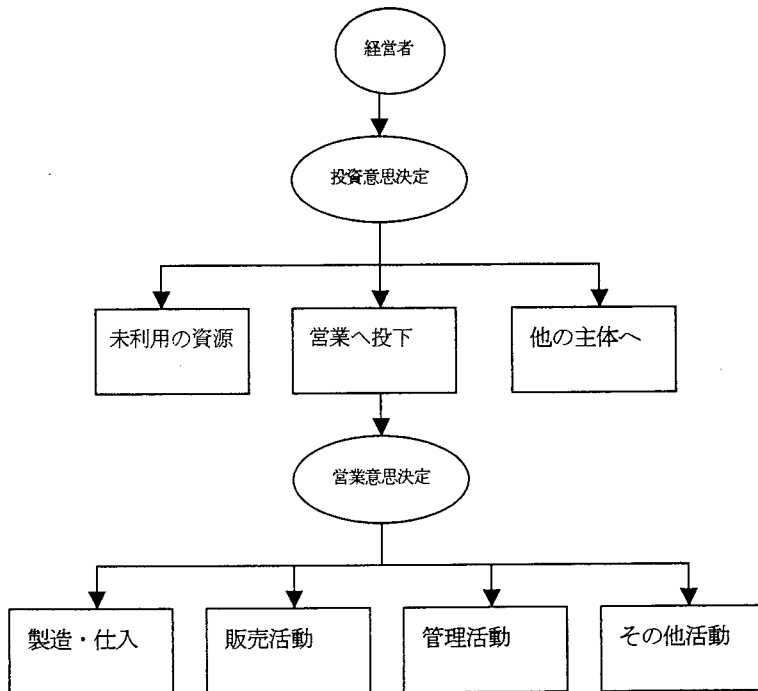 経営者
投資意思決定
未利用の資源
営業へ投下
他の主体へ
営業意思決定
製造・仕入
販売活動
管理活動
その他活動